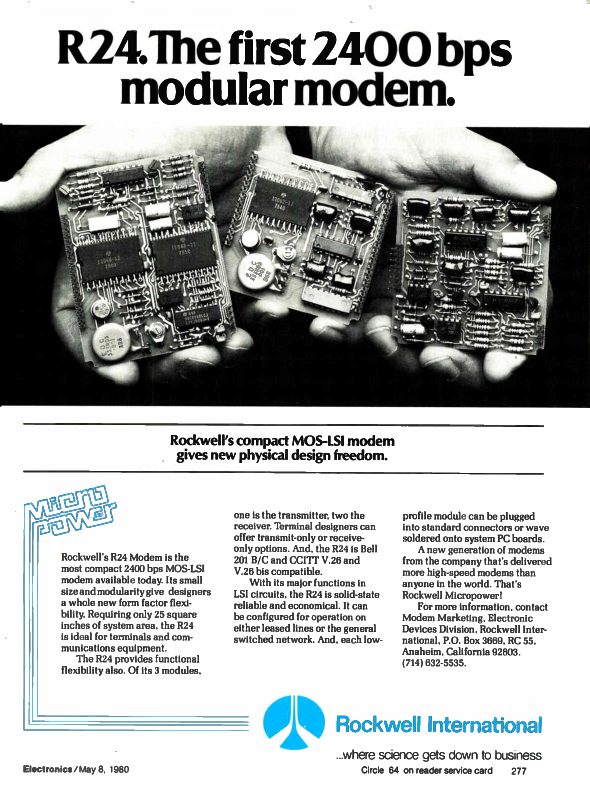 R24. The first 2400 bps
modular modem.
Rockwell's compact MOS-LSI modem
gives new physical design freedom.
Micro
Power
Rockwell's R24 Modem is the
most compact 2400 bps MOS-LSI
modem available today. Its small
size and modularity give designers
a whole new form factor flexi-
bility. Requiring only 25 square
inches of system area, the R24
is ideal for terminals and com-
munications equipment.
The R24 provides functional
flexibility also. Of its 3 modules,
one is the transmitter, two the
receiver. Terminal designers can
offer transmit-only or receive-
only options. And, the R24 is Bell
201 B/C and CCITT V.26 and
V.26 bis compatible.
With its major functions in
LSI circuits, the R24 is solid-state
reliable and economical. It can
be configured for operation on
either leased lines or the general
switched network. And, each low-
profile module can be plugged
into standard connectors or wave
soldered onto system PC boards.
A new generation of modems
from the company that's delivered
more high-speed modems than
anyone in the world. That's
Rockwell Micropower!
For more information, contact
Modem Marketing, Electronic
Devices Division, Rockwell Inter-
national, P.O. Box 3669, RC 55,
Anaheim, California 92803.
(714) 632-5535.
Rockwell International
...where science gets down to business
Electronics/May 8, 1980
Circle 64 on reader service card 277